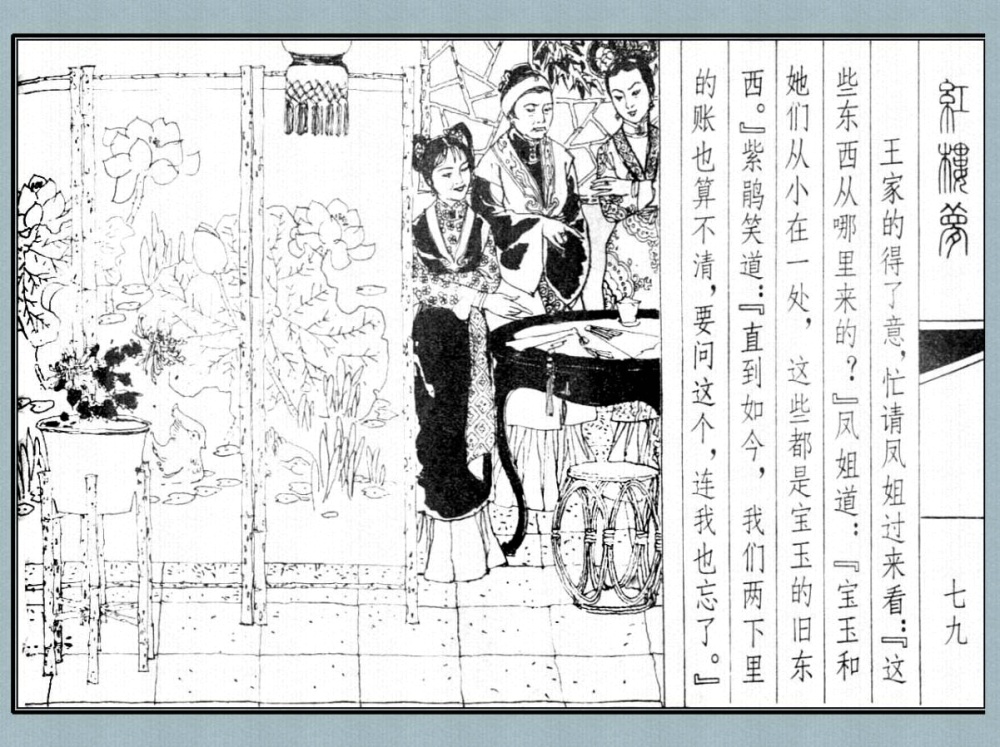 紅樓夢
七九
王家的得了意，忙请凤姐过来看：『这
些东西从哪里来的？』凤姐道：『宝玉和
她们从小在一处，这些都是宝玉的旧东
西。』紫鹃笑道：『直到如今，我们两下里
的账也算不清，要问这个，连我也忘了。』